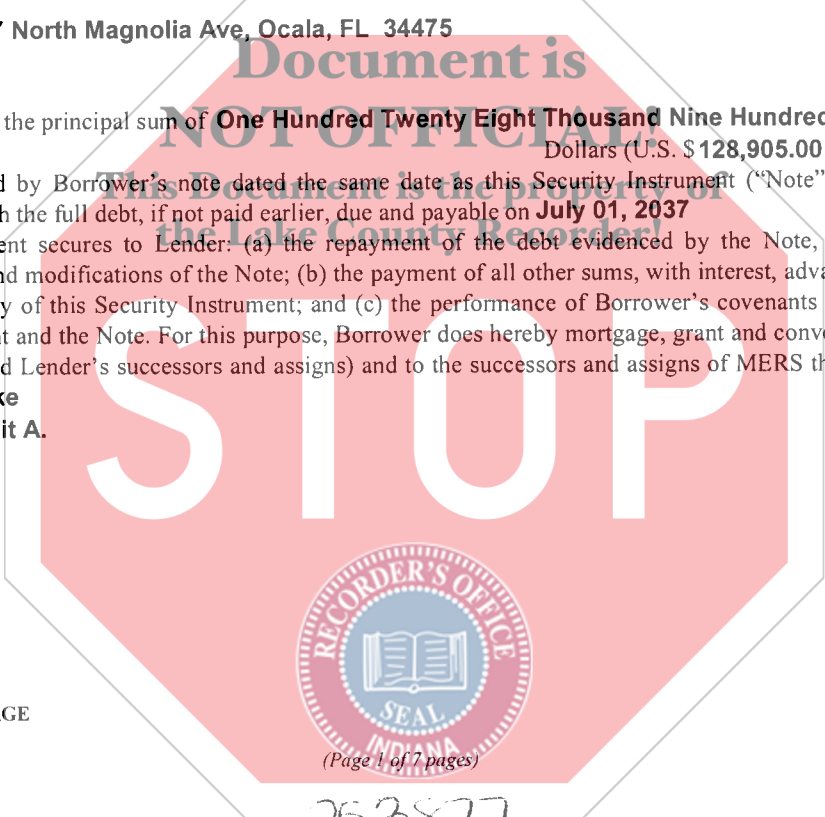 North Magnolia Ave, Ocala, FL 34475
Document is
the principal sum of One Hundred Twenty Eight Thousand Nine Hundred
NOT OFFICIAL!
Dollars (U.S. $128,905.00
by Borrower's note dated the same date as this Security Instrument ("Note"
This Document is the property of
the full debt, if not paid earlier, due and payable on July 01, 2037
the Lake County Recorder!
secures to Lender: (a) the repayment of the debt evidenced by the Note,
modifications of the Note; (b) the payment of all other sums, with interest,
of this Security Instrument; and (c) the performance of Borrower's covenants
and the Note. For this purpose, Borrower does hereby mortgage, grant and
Lender's successors and assigns) and to the successors and assigns of MERS
ke
it A.
STOP
RECORDER'S OFFICE
SEAL
INDIANA
GE
(Page 1 of 7 pages)